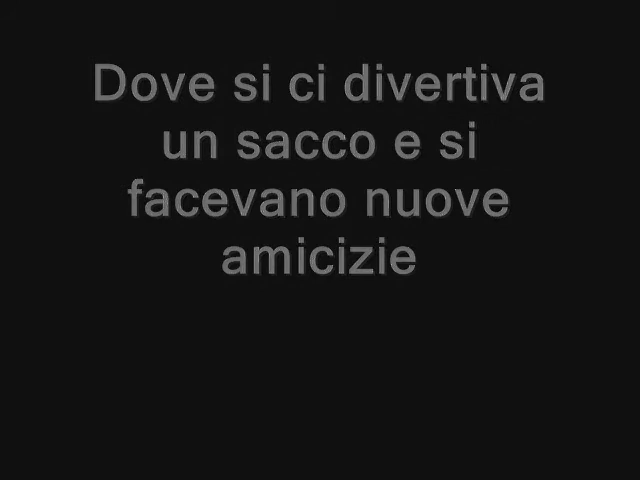 Dove si ci divertiva
un sacco e si
facevano nuove
amicizie